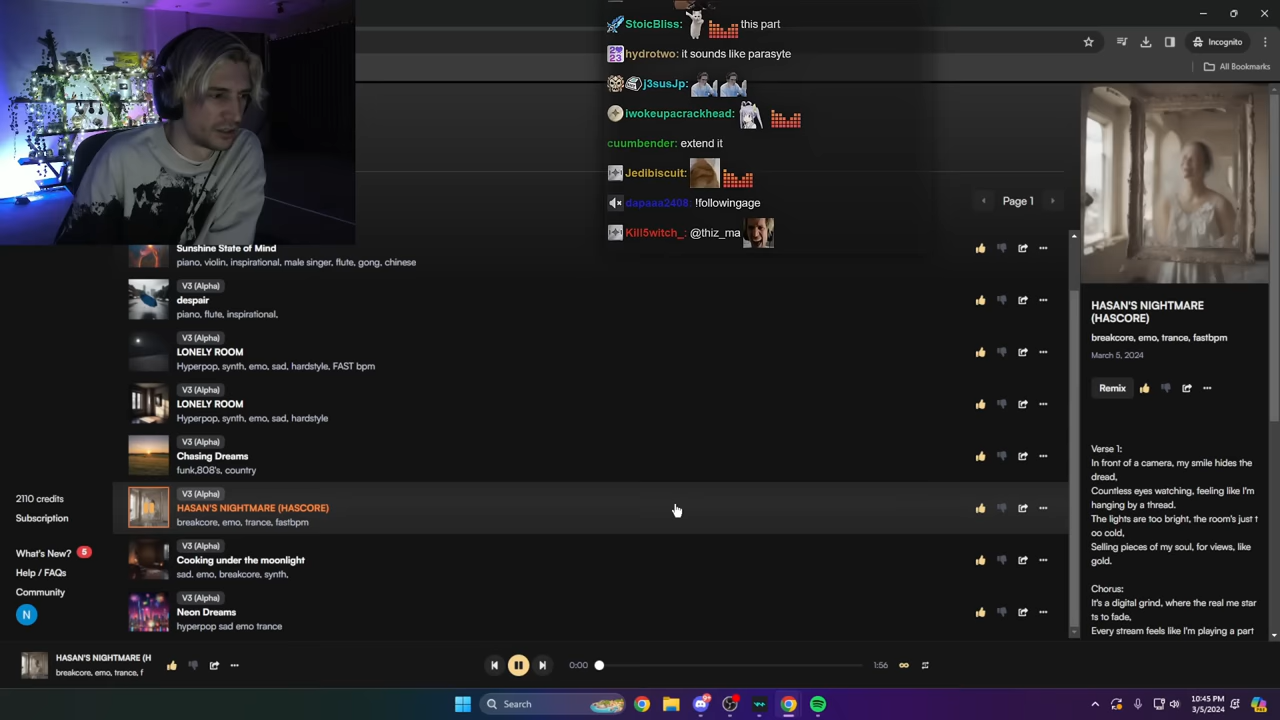 StoicBliss: this part
hydrotwo: it sounds like parasyte
j3susJp:
iwokeupacrackhead:
cuumbender: extend it
Jedibiscuit:
dapaaa2408: !followingage
Kill5witch_: @thiz_ma
Incognito
All Bookmarks
Page 1
Sunshine State of Mind
piano, violin, inspirational, male singer, flute, gong, chinese
V3 (Alpha)
despair
piano, flute, inspirational,
V3 (Alpha)
LONELY ROOM
Hyperpop, synth, emo, sad, hardstyle, FAST bpm
V3 (Alpha)
LONELY ROOM
Hyperpop, synth, emo, sad, hardstyle
V3 (Alpha)
Chasing Dreams
funk,808's, country
V3 (Alpha)
HASAN'S NIGHTMARE (HASCORE)
breakcore, emo, trance, fastbpm
V3 (Alpha)
Cooking under the moonlight
sad. emo, breakcore, synth,
V3 (Alpha)
Neon Dreams
hyperpop sad emo trance
2110 credits
Subscription
What's New? 5
Help / FAQs
Community
N
HASAN'S NIGHTMARE
(HASCORE)
breakcore, emo, trance, fastbpm
March 5, 2024
Remix
Verse 1:
In front of a camera, my smile hides the
dread,
Countless eyes watching, feeling like I'm
hanging by a thread.
The lights are too bright, the room's just t
oo cold,
Selling pieces of my soul, for views, like
gold.
Chorus:
It's a digital grind, where the real me star
ts to fade,
Every stream feels like I'm playing a part
HASAN'S NIGHTMARE (H
breakcore, emo, trance, f
0:00
1:56
Search
10:45 PM
3/5/2024